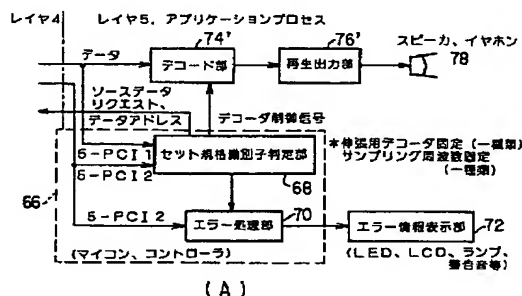 レイヤ4
レイヤ5．アプリケーションプロセス
74'
76'
スピーカ、イヤホン
78
データ
デコード部
再生出力部
ソースデータ
リクエスト、
データアドレス
デコーダ制御信号
5-PCI1
5-PCI2
セット規格識別子判定部
68
*伸張用デコーダ固定(一種類)
サンプリング周波数固定
(一種類)
66
5-PCI2
エラー処理部
70
エラー情報表示部
72
(マイコン、コントローラ)
(LED、LCD、ランプ、
警告音等)
(A)